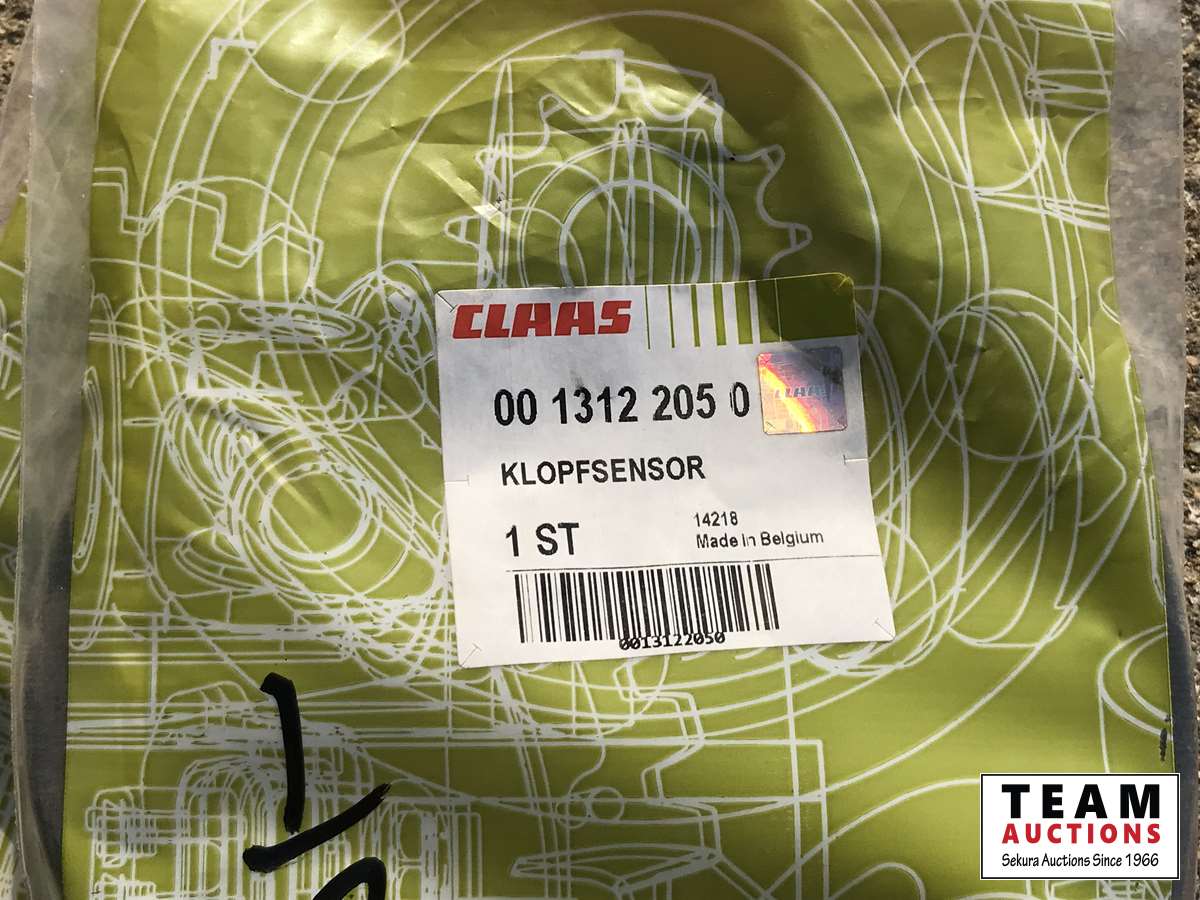 CLAAS
00 1312 205 0
CLAAS
KLOPFSENSOR
1 ST
14218
Made in Belgium
0013122050
TEAM
AUCTIONS
Sekura Auctions Since 1966